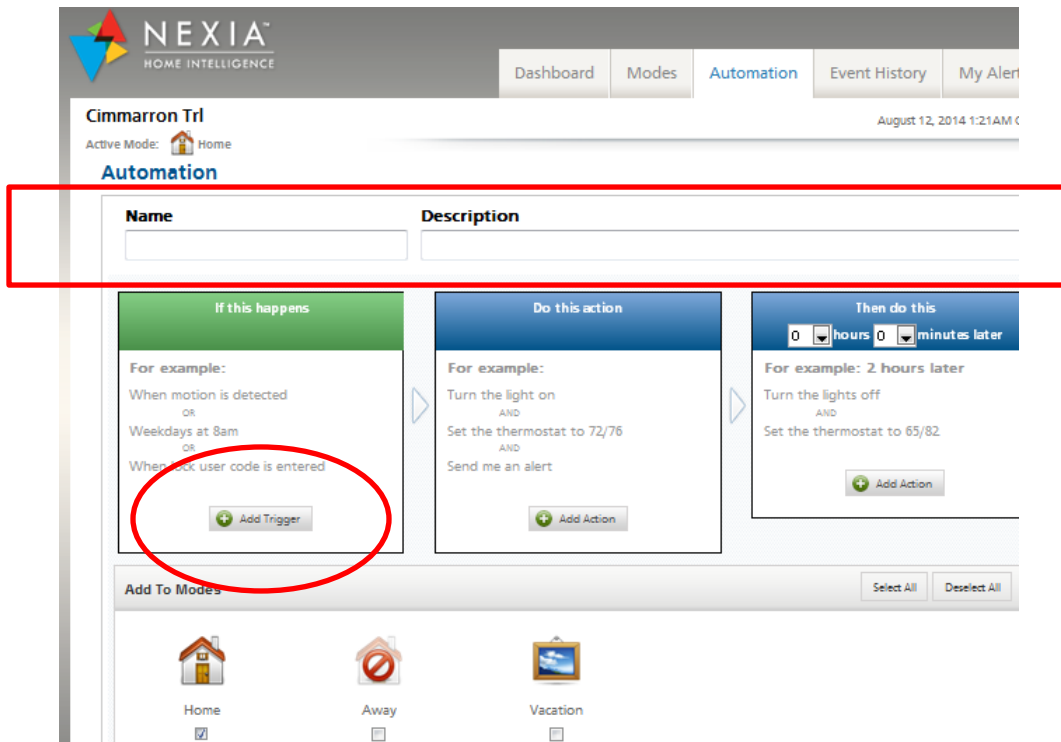 NEXIA™
HOME INTELLIGENCE
Dashboard Modes Automation Event History My Aler
Cimmarron Trl
August 12, 2014 1:21AM
Active Mode: Home
Automation
Name Description
If this happens Do this action Then do this
0 hours 0 minutes later
For example: For example: For example: 2 hours later
When motion is detected Turn the light on Turn the lights off
OR AND AND
Weekdays at 8am Set the thermostat to 72/76 Set the thermostat to 65/82
OR AND
When lock user code is entered Send me an alert
Add Action
Add Trigger Add Action
Add To Modes Select All Deselect All
Home Away Vacation